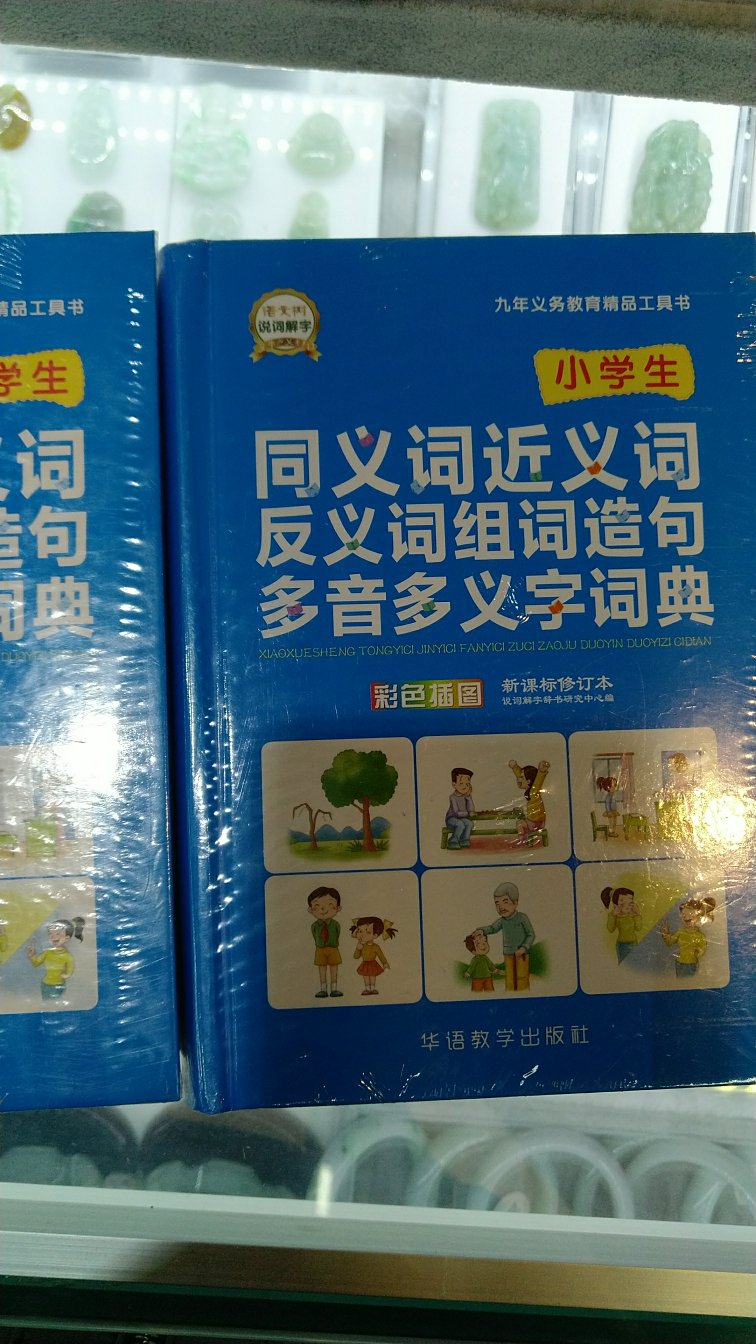 精品工具书
学生
义词
造句
词典
九年义务教育精品工具书
语文树
说词解字
小学生
同义词近义词
反义词组词造句
多音多义字词典
XIAOXUESHENG TONGYICI JINYICI FANYICI ZUCI ZAOJU DUOYIN DUOYIZI CIDIAN
彩色插图
新课标修订本
说词解字辞书研究中心编
华语教学出版社